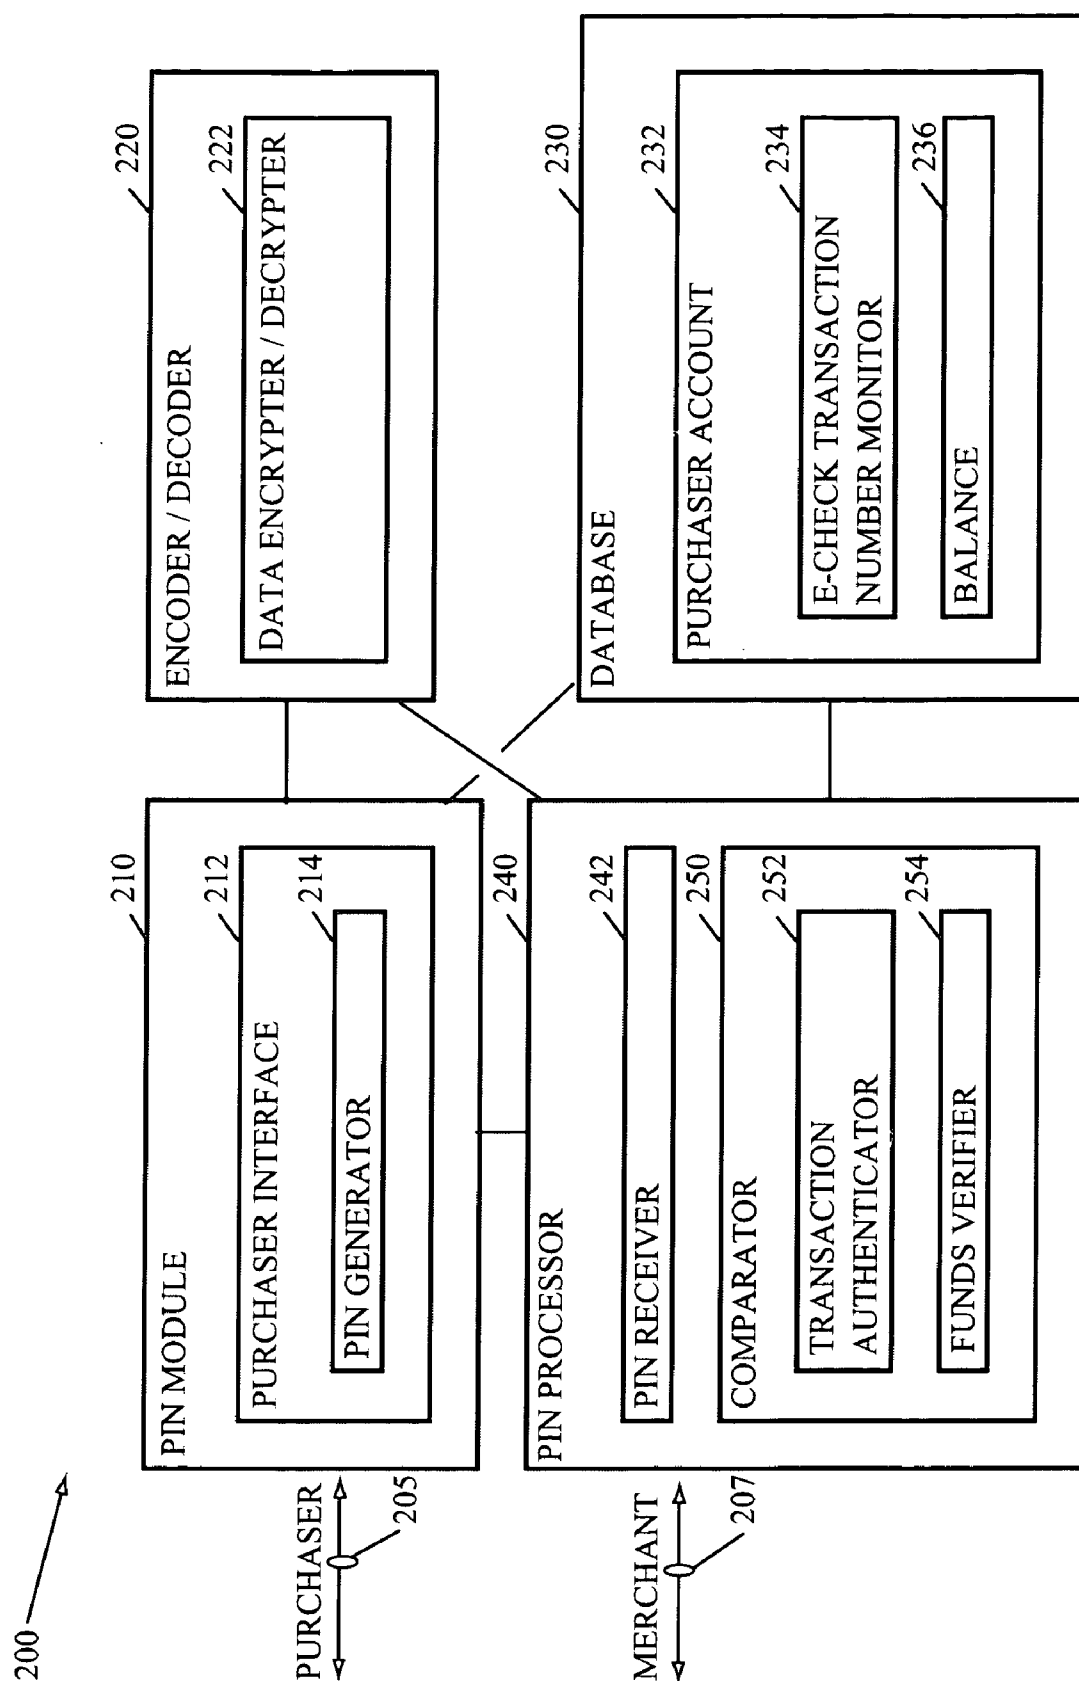 200
PURCHASER
205
MERCHANT
207
PIN MODULE
210
PURCHASER INTERFACE
212
PIN GENERATOR
214
ENCODER / DECODER
220
DATA ENCRYPTER / DECRYPTER
222
PIN PROCESSOR
240
PIN RECEIVER
242
COMPARATOR
250
TRANSACTION
AUTHENTICATOR
252
FUNDS VERIFIER
254
DATABASE
230
PURCHASER ACCOUNT
232
E-CHECK TRANSACTION
NUMBER MONITOR
234
BALANCE
236